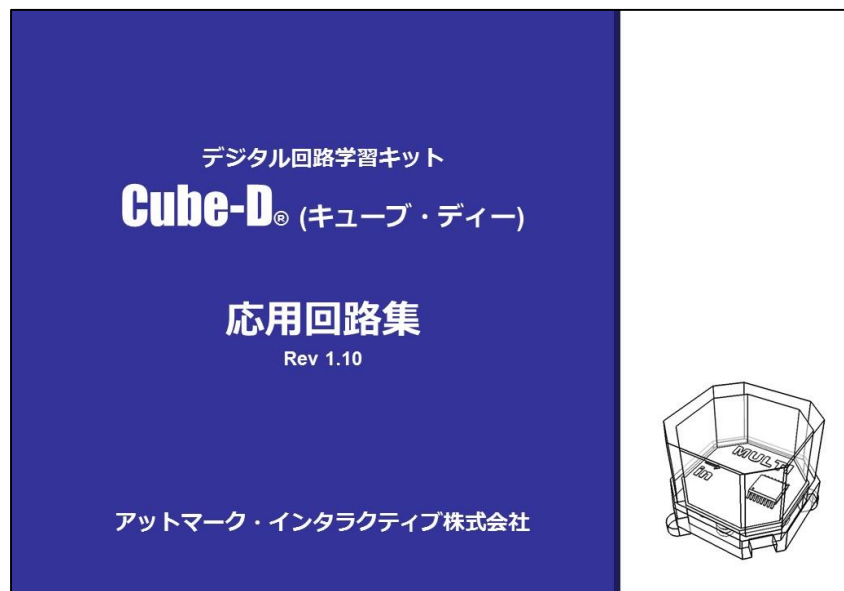 デジタル回路学習キット
Cube-D® (キューブ・ディー)
応用回路集
Rev 1.10
アットマーク・インタラクティブ株式会社
MULTI
in